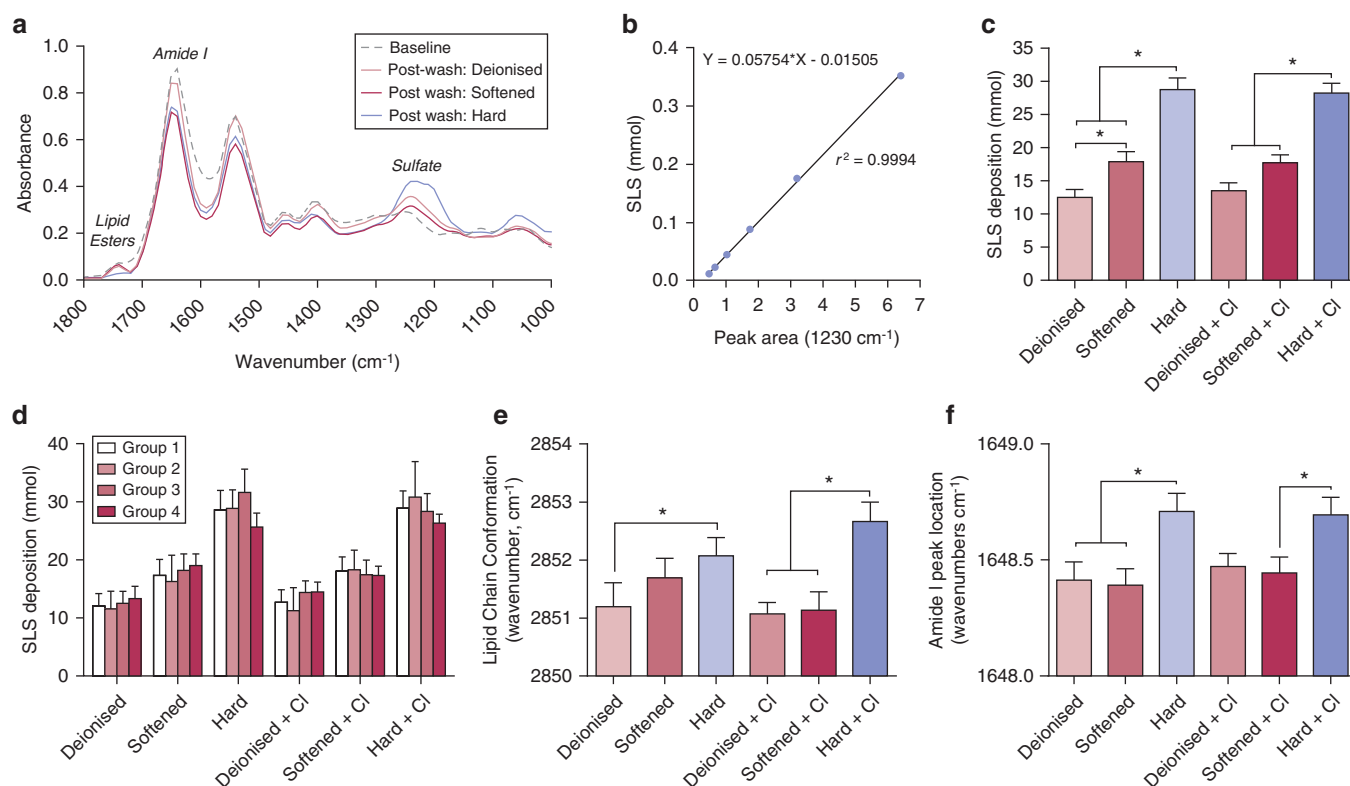 a
Absorbance
1.0
0.8
0.6
0.4
0.2
0.0
Amide I
Lipid
Esters
Sulfate
Baseline
Post-wash: Deionised
Post wash: Softened
Post wash: Hard
1800
1700
1600
1500
1400
1300
1200
1100
1000
Wavenumber (cm-1)
b
SLS
(mmol)
0.4
0.3
0.2
0.1
0.0
Y = 0.05754*X - 0.01505
r2 = 0.9994
0
1
2
3
4
5
6
7
Peak area (1230 cm-1)
c
SLS deposition (mmol)
35
30
25
20
15
10
5
0
*
*
*
Deionised
Softened
Hard
Deionised + Cl
Softened + Cl
Hard + Cl
d
SLS deposition (mmol)
40
30
20
10
0
Group 1
Group 2
Group 3
Group 4
Deionised
Softened
Hard
Deionised + Cl
Softened + Cl
Hard + Cl
e
Lipid Chain Conformation
(wavenumber, cm-1)
2854
2853
2852
2851
2850
*
*
Deionised
Softened
Hard
Deionised + Cl
Softened + Cl
Hard + Cl
f
Amide I peak location
(wavenumbers cm-1)
1649.0
1648.5
1648.0
*
*
Deionised
Softened
Hard
Deionised + Cl
Softened + Cl
Hard + Cl